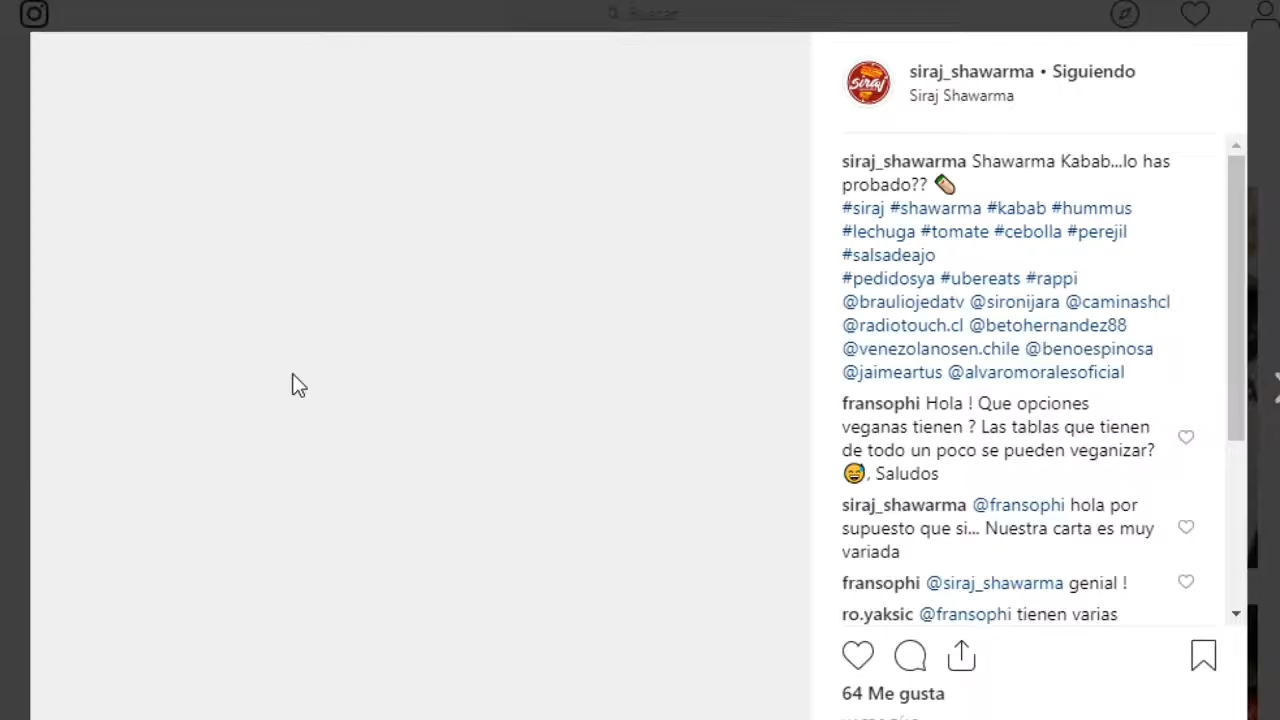 Buscar
siraj_shawarma • Siguiendo
Siraj Shawarma
siraj
siraj_shawarma Shawarma Kabab...lo has
probado??
#siraj #shawarma #kabab #hummus
#lechuga #tomate #cebolla #perejil
#salsadeajo
#pedidosya #ubereats #rappi
@brauliojedatv @sironijara @caminashcl
@radiotouch.cl @betohernandez88
@venezolanosen.chile @benoespinosa
@jaimeartus @alvaromoralesoficial
fransophi Hola ! Que opciones
veganas tienen ? Las tablas que tienen
de todo un poco se pueden veganizar?
😅, Saludos
siraj_shawarma @fransophi hola por
supuesto que si... Nuestra carta es muy
variada
fransophi @siraj_shawarma genial !
ro.yaksic @fransophi tienen varias
64 Me gusta